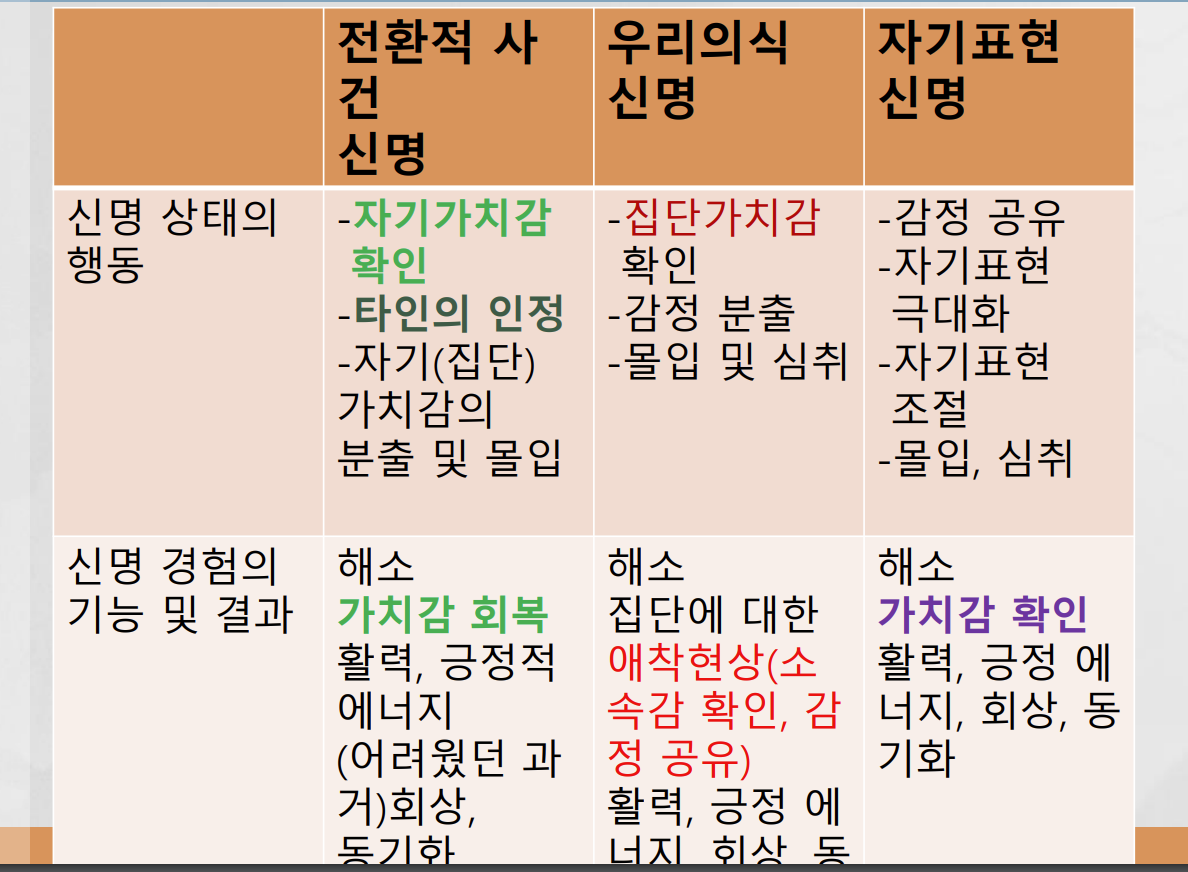 전환적 사
건
신명
우리의식
신명
자기표현
신명
신명 상태의
행동
-자기가치감
확인
-타인의 인정
-자기(집단)
가치감의
분출 및 몰입
-집단가치감
확인
-감정 분출
-몰입 및 심취
-감정 공유
-자기표현
극대화
-자기표현
조절
-몰입, 심취
신명 경험의
기능 및 결과
해소
가치감 회복
활력, 긍정적
에너지
(어려웠던 과
거)회상,
동기화
해소
집단에 대한
애착현상(소
속감 확인, 감
정 공유)
활력, 긍정 에
너지, 회상, 동
해소
가치감 확인
활력, 긍정 에
너지, 회상, 동
기화